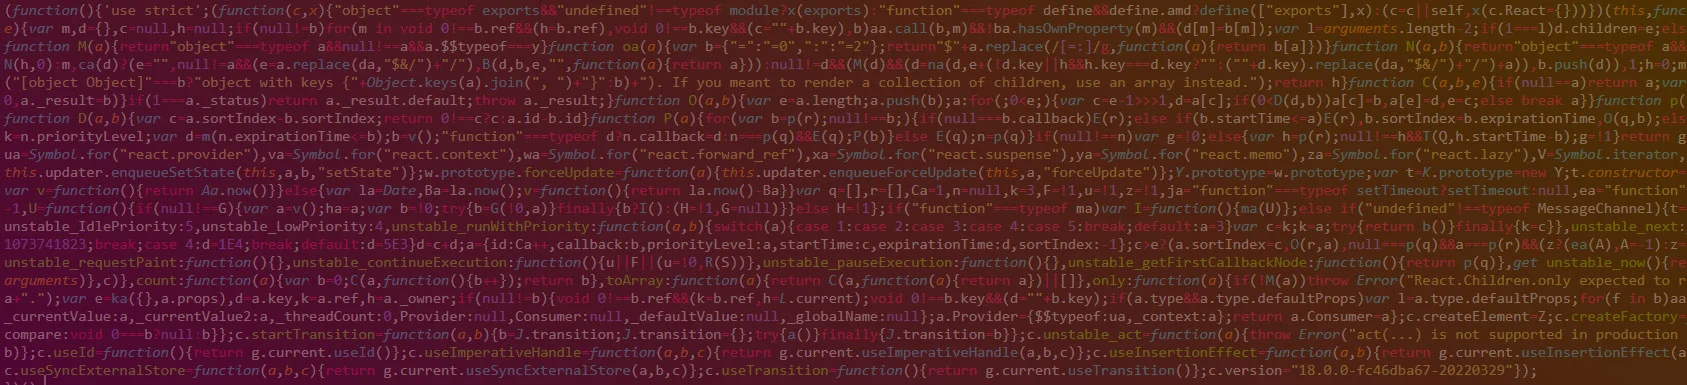 (function(){'use strict';(function(c,x){"object"===typeof exports&&"undefined"!==typeof module?x(exports):"function"===typeof define&&define.amd?define(["exports"],x):(c=c||self,x(c.React={}))})(this,func
e){var m,d={},c=null,h=null;if(null!=b)for(m in void 0!==b.ref&&(h=b.ref),void 0!==b.key&&(c=""+b.key),b)aa.call(b,m)&&!ba.hasOwnProperty(m)&&(d[m]=b[m]);var l=arguments.length-2;if(1===l)d.children=e;els
function M(a){return"object"===typeof a&&null!==a&&a.$$typeof===y}function oa(a){var b={"=":"=0",":":"=2"};return"$"+a.replace(/[=:]/g,function(a){return b[a]})}function N(a,b){return"object"===typeof a&&
N(h,0):m,ca(d)?(e="",null!=a&&(e=a.replace(da,"$&/")+"/"),B(d,b,e,"",function(a){return a})):null!=d&&(M(d)&&(d=na(d,e+(!d.key||h&&h.key===d.key?"":(""+d.key).replace(da,"$&/")+"/")+a)),b.push(d)),1;h=0;m
("[object Object]"===b?"object with keys {"+Object.keys(a).join(", ")+"}":b)+"). If you meant to render a collection of children, use an array instead.");return h}function C(a,b,e){if(null==a)return a;var
0,a._result=b)}if(1===a._status)return a._result.default;throw a._result;}function O(a,b){var e=a.length;a.push(b);a:for(;0<e;){var c=e-1>>>1,d=a[c];if(0<D(d,b))a[c]=b,a[e]=d,e=c;else break a}}function p(
function D(a,b){var c=a.sortIndex-b.sortIndex;return 0!==c?c:a.id-b.id}function P(a){for(var b=p(r);null!==b;){if(null===b.callback)E(r);else if(b.startTime<=a)E(r),b.sortIndex=b.expirationTime,O(q,b);els
k=n.priorityLevel;var d=m(n.expirationTime<=b);b=v();"function"===typeof d?n.callback=d:n===p(q)&&E(q);P(b)}else E(q);n=p(q)}if(null!==n)var g=!0;else{var h=p(r);null!==h&&T(Q,h.startTime-b);g=!1}return g
ua=Symbol.for("react.provider"),va=Symbol.for("react.context"),wa=Symbol.for("react.forward_ref"),xa=Symbol.for("react.suspense"),ya=Symbol.for("react.memo"),za=Symbol.for("react.lazy"),V=Symbol.iterator,
this.updater.enqueueSetState(this,a,b,"setState")};w.prototype.forceUpdate=function(a){this.updater.enqueueForceUpdate(this,a,"forceUpdate")};Y.prototype=w.prototype;var t=K.prototype=new Y;t.constructor=
var v=function(){return Aa.now()}}else{var la=Date,Ba=la.now();v=function(){return la.now()-Ba}}var q=[],r=[],Ca=1,n=null,k=3,F=!1,u=!1,z=!1,ja="function"===typeof setTimeout?setTimeout:null,ea="function"
-1,U=function(){if(null!==G){var a=v();ha=a;var b=!0;try{b=G(!0,a)}finally{b?I():(H=!1,G=null)}}else H=!1};if("function"===typeof ma)var I=function(){ma(U)};else if("undefined"!==typeof MessageChannel){t=
unstable_IdlePriority:5,unstable_LowPriority:4,unstable_runWithPriority:function(a,b){switch(a){case 1:case 2:case 3:case 4:case 5:break;default:a=3}var c=k;k=a;try{return b()}finally{k=c}},unstable_next:
1073741823;break;case 4:d=1E4;break;default:d=5E3}d=c+d;a={id:Ca++,callback:b,priorityLevel:a,startTime:c,expirationTime:d,sortIndex:-1};c>e?(a.sortIndex=c,O(r,a),null===p(q)&&a===p(r)&&(z?(ea(A),A=-1):z=
unstable_requestPaint:function(){},unstable_continueExecution:function(){u||F||(u=!0,R(S))},unstable_pauseExecution:function(){},unstable_getFirstCallbackNode:function(){return p(q)},get unstable_now(){re
arguments)},c)},count:function(a){var b=0;C(a,function(){b++});return b},toArray:function(a){return C(a,function(a){return a})||[]},only:function(a){if(!M(a))throw Error("React.Children.only expected to r
a+".");var e=ka({},a.props),d=a.key,k=a.ref,h=a._owner;if(null!=b){void 0!==b.ref&&(k=b.ref,h=L.current);void 0!==b.key&&(d=""+b.key);if(a.type&&a.type.defaultProps)var l=a.type.defaultProps;for(f in b)aa
_currentValue:a,_currentValue2:a,_threadCount:0,Provider:null,Consumer:null,_defaultValue:null,_globalName:null};a.Provider={$$typeof:ua,_context:a};return a.Consumer=a};c.createElement=Z;c.createFactory=
compare:void 0===b?null:b}};c.startTransition=function(a,b){b=J.transition;J.transition={};try{a()}finally{J.transition=b}};c.unstable_act=function(a){throw Error("act(...) is not supported in production
b)};c.useId=function(){return g.current.useId()};c.useImperativeHandle=function(a,b,c){return g.current.useImperativeHandle(a,b,c)};c.useInsertionEffect=function(a,b){return g.current.useInsertionEffect(a
c.useSyncExternalStore=function(a,b,c){return g.current.useSyncExternalStore(a,b,c)};c.useTransition=function(){return g.current.useTransition()};c.version="18.0.0-fc46dba67-20220329"});